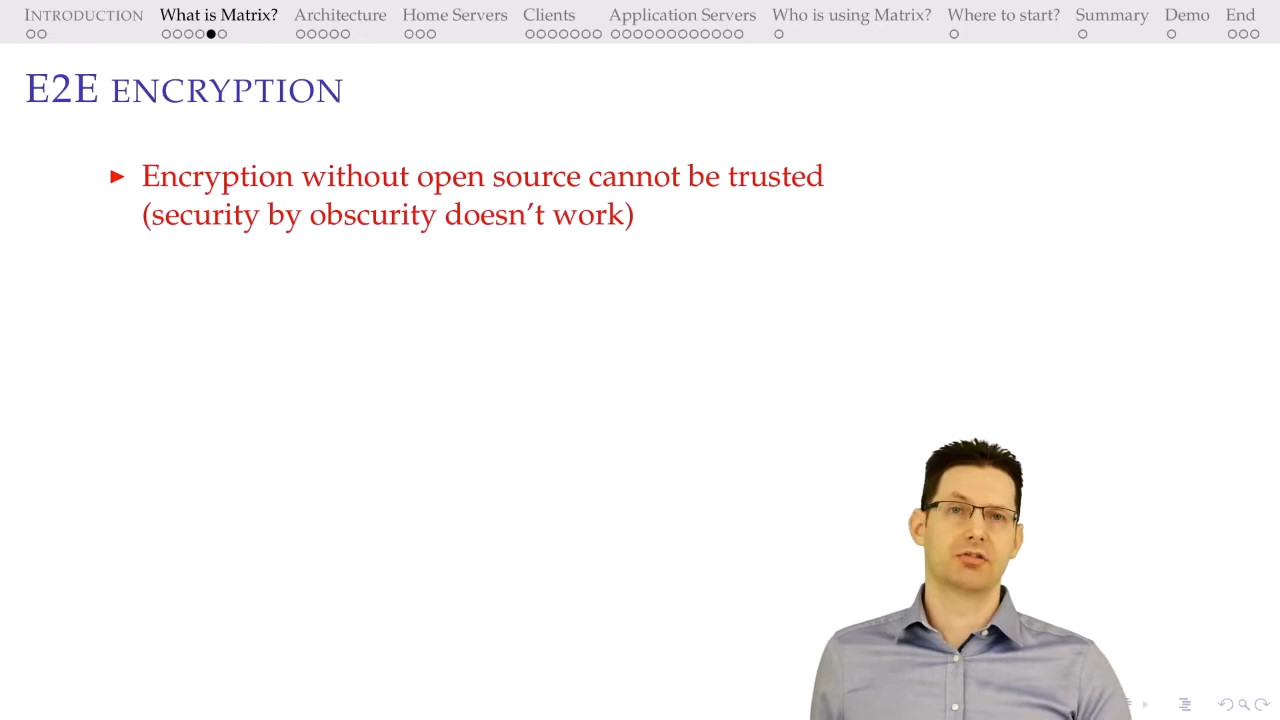 INTRODUCTION What is Matrix? Architecture Home Servers Clients Application Servers Who is using Matrix? Where to start? Summary Demo End
E2E ENCRYPTION
Encryption without open source cannot be trusted
(security by obscurity doesn't work)